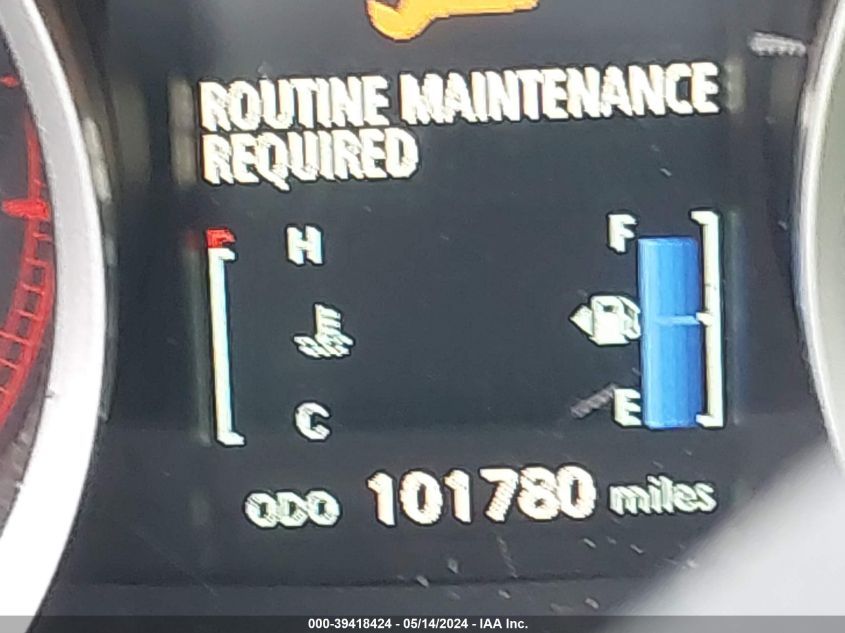 ROUTINE MAINTENANCE
REQUIRED
H F
C E
ODO 101780 miles
000-39418424 - 05/14/2024 - IAA Inc.